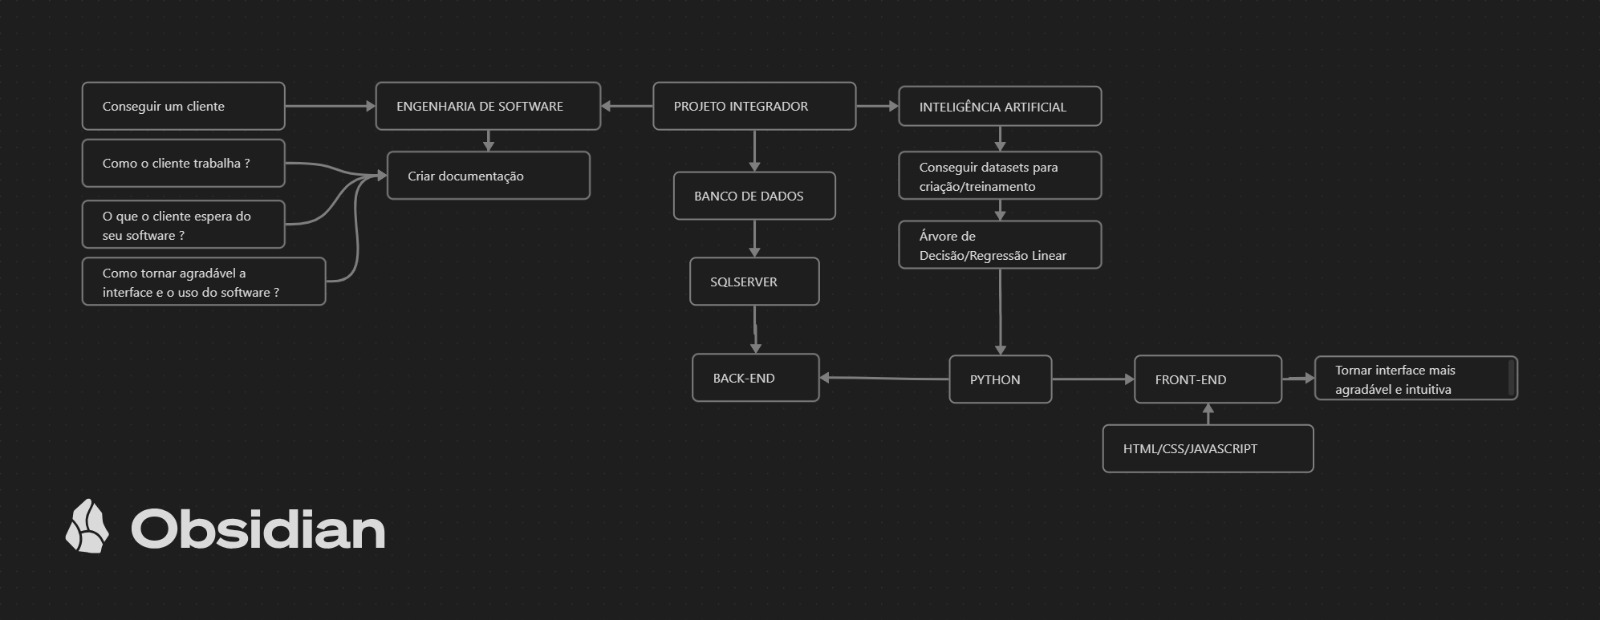 Conseguir um cliente
ENGENHARIA DE SOFTWARE
PROJETO INTEGRADOR
INTELIGÊNCIA ARTIFICIAL
Como o cliente trabalha ?
Criar documentação
Conseguir datasets para
criação/treinamento
BANCO DE DADOS
O que o cliente espera do
seu software ?
Árvore de
Decisão/Regressão Linear
Como tornar agradável a
interface e o uso do software ?
SQLSERVER
BACK-END
PYTHON
FRONT-END
Tornar interface mais
agradável e intuitiva
HTML/CSS/JAVASCRIPT
Obsidian